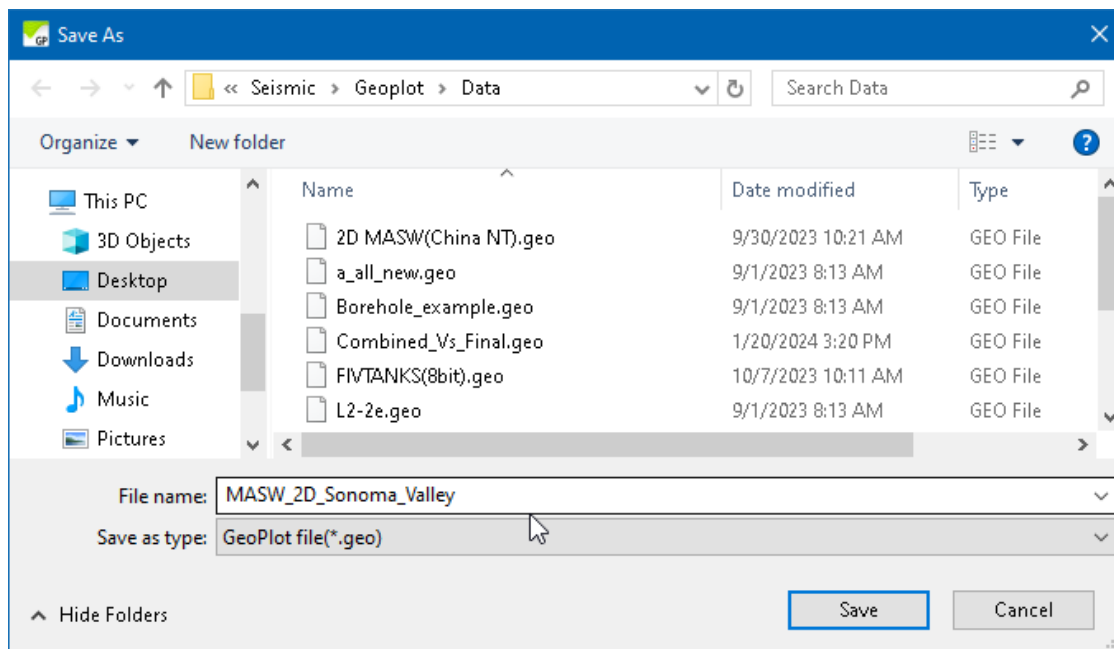 GP Save As
« Seismic › Geoplot › Data Search Data
Organize New folder ?
This PC
3D Objects
Desktop
Documents
Downloads
Music
Pictures
Name Date modified Type
2D MASW(China NT).geo 9/30/2023 10:21 AM GEO File
a_all_new.geo 9/1/2023 8:13 AM GEO File
Borehole_example.geo 9/1/2023 8:13 AM GEO File
Combined_Vs_Final.geo 1/20/2024 3:20 PM GEO File
FIVTANKS(8bit).geo 10/7/2023 10:11 AM GEO File
L2-2e.geo 9/1/2023 8:13 AM GEO File
File name: MASW_2D_Sonoma_Valley
Save as type: GeoPlot file(*.geo)
Hide Folders Save Cancel